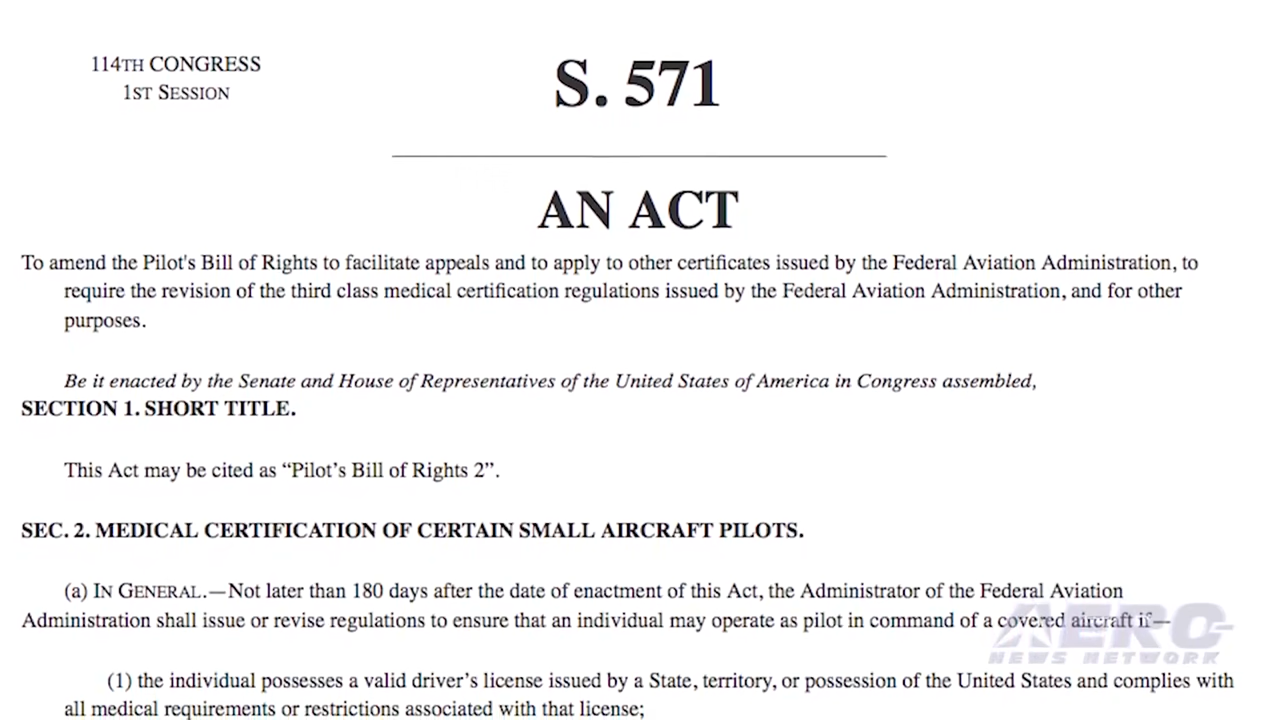 114TH CONGRESS
1ST SESSION
S. 571
AN ACT
To amend the Pilot's Bill of Rights to facilitate appeals and to apply to other certificates issued by the Federal Aviation Administration, to
require the revision of the third class medical certification regulations issued by the Federal Aviation Administration, and for other
purposes.
Be it enacted by the Senate and House of Representatives of the United States of America in Congress assembled,
SECTION 1. SHORT TITLE.
This Act may be cited as “Pilot’s Bill of Rights 2”.
SEC. 2. MEDICAL CERTIFICATION OF CERTAIN SMALL AIRCRAFT PILOTS.
(a) IN GENERAL.—Not later than 180 days after the date of enactment of this Act, the Administrator of the Federal Aviation
Administration shall issue or revise regulations to ensure that an individual may operate as pilot in command of a covered aircraft if—
AERO
NEWS NETWORK
(1) the individual possesses a valid driver’s license issued by a State, territory, or possession of the United States and complies with
all medical requirements or restrictions associated with that license;